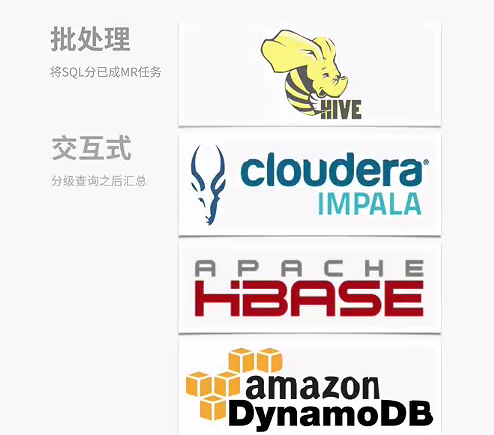 批处理
将SQL分已成MR任务
HIVE
交互式
分级查询之后汇总
cloudera®
IMPALA
APACHE
HBASE
amazon
DynamoDB